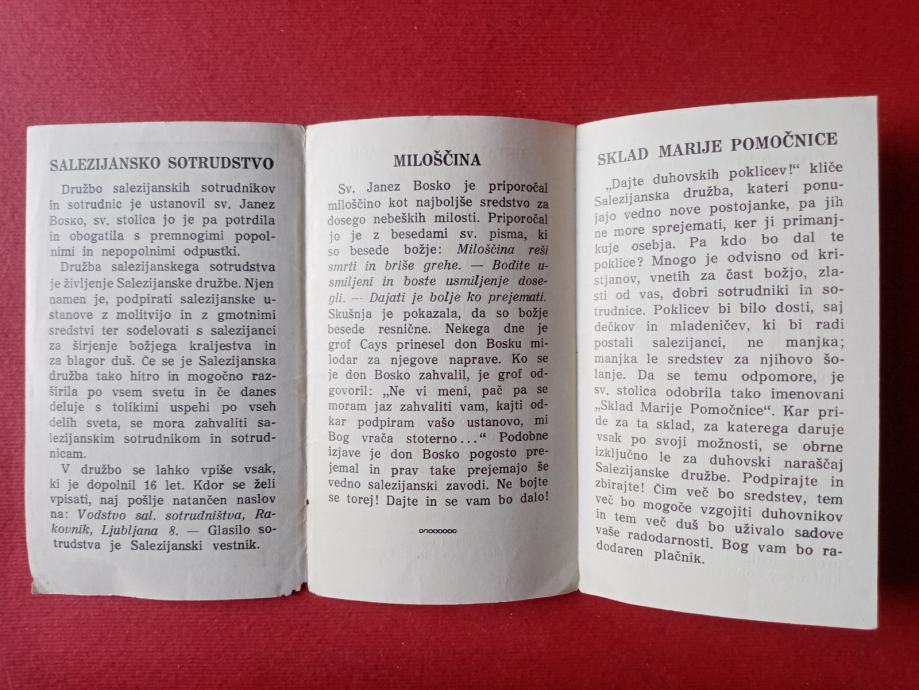 SALEZIJANSKO SOTRUDSTVO
Družbo salezijanskih sotrudnikov
in sotrudnic je ustanovil sv. Janez
Bosko, sv. stolica jo je pa potrdila
in obogatila s premnogimi popol-
nimi in nepopolnimi odpustki.
Družba salezijanskega sotrudstva
je življenje Salezijanske družbe. Njen
namen je, podpirati salezijanske u-
stanove z molitvijo in z gmotnimi
sredstvi ter sodelovati s salezijanci
za širjenje božjega kraljestva in
za blagor duš. Če se je Salezijanska
družba tako hitro in mogočno raz-
širila po vsem svetu in če danes
deluje s tolikimi uspehi po vseh
delih sveta, se mora zahvaliti sa-
lezijanskim sotrudnikom in sotrud-
nicam.
V družbo se lahko vpiše vsak,
ki je dopolnil 16 let. Kdor se želi
vpisati, naj pošlje natančen naslov
na: Vodstvo sal. sotrudništva, Ra-
kovnik, Ljubljana 8. — Glasilo so-
trudstva je Salezijanski vestnik.
MILOŠČINA
Sv. Janez Bosko je priporočal
miloščino kot najboljše sredstvo za
dosego nebeških milosti. Priporočal
jo je z besedami sv. pisma, ki
so besede božje: Miloščina reši
smrti in briše grehe. — Bodite u-
smiljeni in boste usmiljenje dose-
gli. — Dajati je bolje ko prejemati.
Skušnja je pokazala, da so božje
besede resnične. Nekega dne je
grof Cays prinesel don Bosku mi-
lodar za njegove naprave. Ko se
je don Bosko zahvalil, je grof od-
govoril: „Ne vi meni, pač pa se
moram jaz zahvaliti vam, kajti od-
kar podpiram vašo ustanovo, mi
Bog vrača stoterno..." Podobne
izjave je don Bosko pogosto pre-
jemal in prav take prejemajo še
vedno salezijanski zavodi. Ne bojte
se torej! Dajte in se vam bo dalo!
SKLAD MARIJE POMOČNICE
„Dajte duhovskih poklicev!" kliče
Salezijanska družba, kateri ponu-
jajo vedno nove postojanke, pa jih
ne more sprejemati, ker ji primanj-
kuje osebja. Pa kdo bo dal te
poklice? Mnogo je odvisno od kri-
stjanov, vnetih za čast božjo, zla-
sti od vas, dobri sotrudniki in so-
trudnice. Poklicev bi bilo dosti, saj
dečkov in mladeničev, ki bi radi
postali salezijanci, ne manjka;
manjka le sredstev za njihovo šo-
lanje. Da se temu odpomore, je
sv. stolica odobrila tako imenovani
„Sklad Marije Pomočnice". Kar pri-
de za ta sklad, za katerega daruje
vsak po svoji možnosti, se obrne
izključno le za duhovski naraščaj
Salezijanske družbe. Podpirajte in
zbirajte! Čim več bo sredstev, tem
več bo mogoče vzgojiti duhovnikov
in tem več duš bo uživalo sadove
vaše radodarnosti. Bog vam bo ra-
dodaren plačnik.